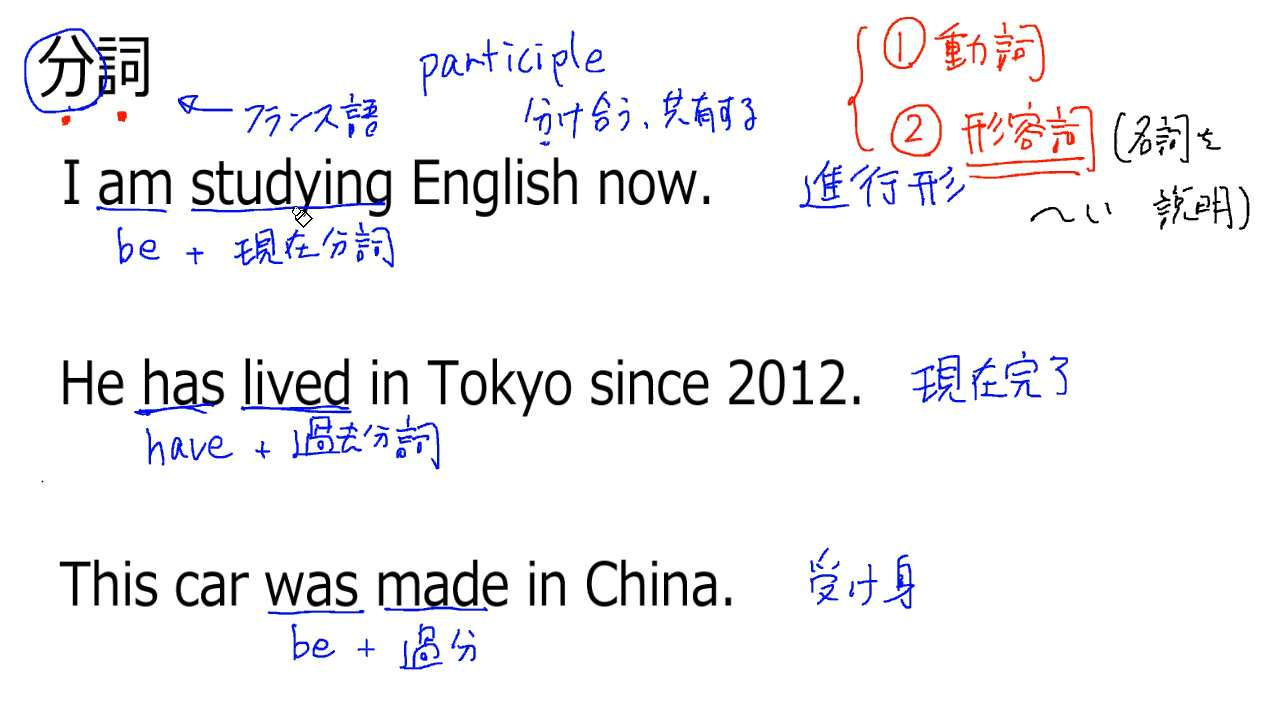 分詞
participle
← フランス語
分け合う、共有する
① 動詞
② 形容詞 (名詞を
〜い 説明)
I am studying English now. 進行形
be + 現在分詞
He has lived in Tokyo since 2012. 現在完了
have + 過去分詞
This car was made in China. 受け身
be + 過分